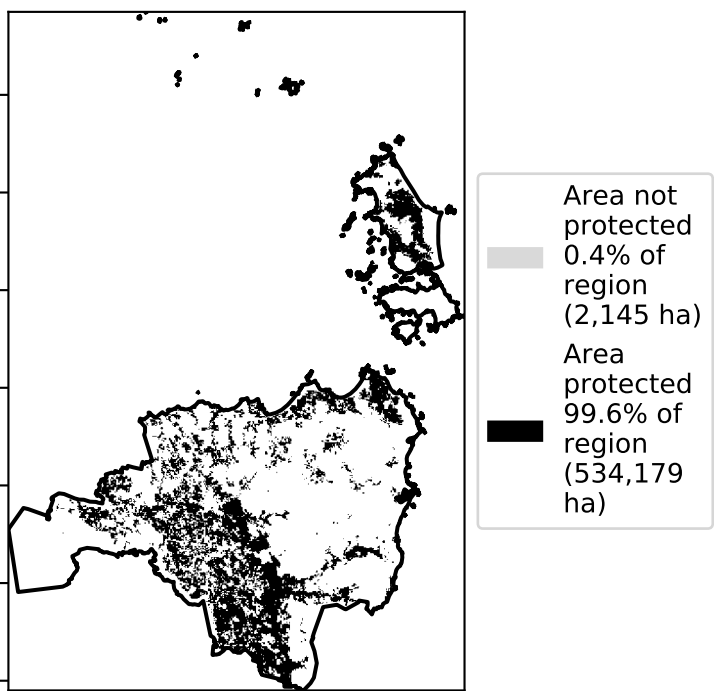 Area not
protected
0.4% of
region
(2,145 ha)
Area
protected
99.6% of
region
(534,179
ha)